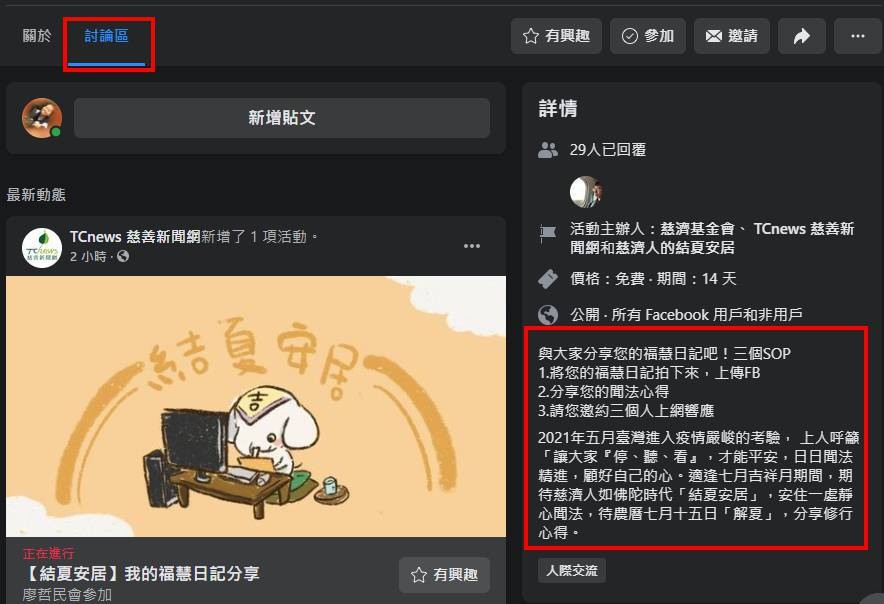 關於
討論區
有興趣
參加
邀請
新增貼文
最新動態
TCnews 慈善新聞網新增了 1 項活動。
2 小時 ·
TCnews
慈善新聞網
結夏安居
吉
正在進行
【結夏安居】我的福慧日記分享
廖哲民會參加
有興趣
詳情
29人已回覆
活動主辦人：慈濟基金會、 TCnews 慈善新
聞網和慈濟人的結夏安居
價格：免費 · 期間：14 天
公開 · 所有 Facebook 用戶和非用戶
與大家分享您的福慧日記吧！三個SOP
1.將您的福慧日記拍下來，上傳FB
2.分享您的聞法心得
3.請您邀約三個人上網響應
2021年五月臺灣進入疫情嚴峻的考驗， 上人呼籲
「讓大家『停、聽、看』，才能平安，日日聞法
精進，顧好自己的心。適逢七月吉祥月期間，期
待慈濟人如佛陀時代「結夏安居」，安住一處靜
心聞法，待農曆七月十五日「解夏」，分享修行
心得。
人際交流